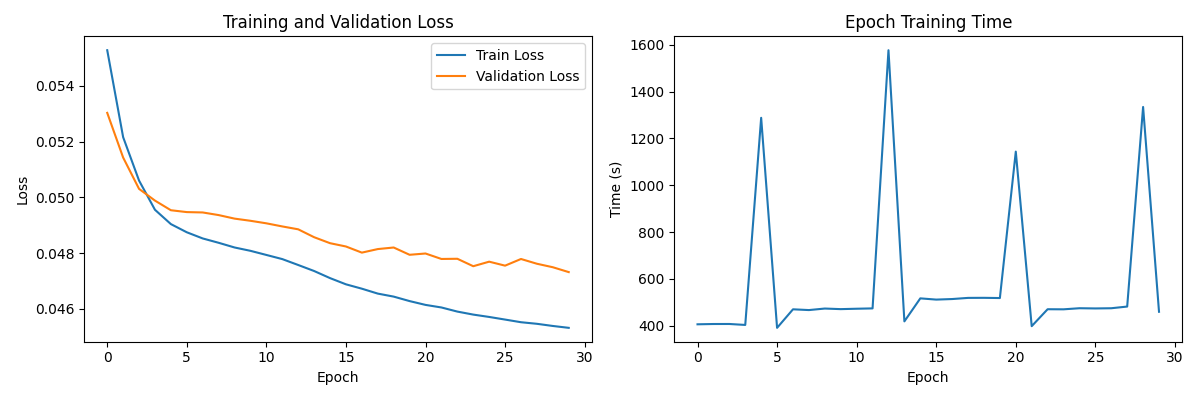 Training and Validation Loss
Train Loss
Validation Loss
0.054
0.052
0.050
0.048
0.046
Loss
0 5 10 15 20 25 30
Epoch
Epoch Training Time
1600
1400
1200
1000
800
600
400
Time (s)
0 5 10 15 20 25 30
Epoch